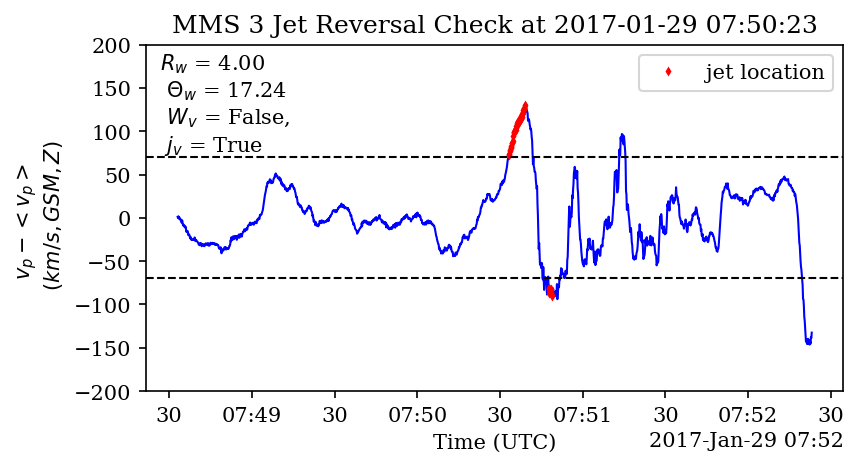 MMS 3 Jet Reversal Check at 2017-01-29 07:50:23
R_w = 4.00
Θ_w = 17.24
W_v = False,
j_v = True
jet location
v_p − <v_p>
(km/s, GSM, Z)
200
150
100
50
0
−50
−100
−150
−200
30 07:49 30 07:50 30 07:51 30 07:52 30
Time (UTC)
2017-Jan-29 07:52